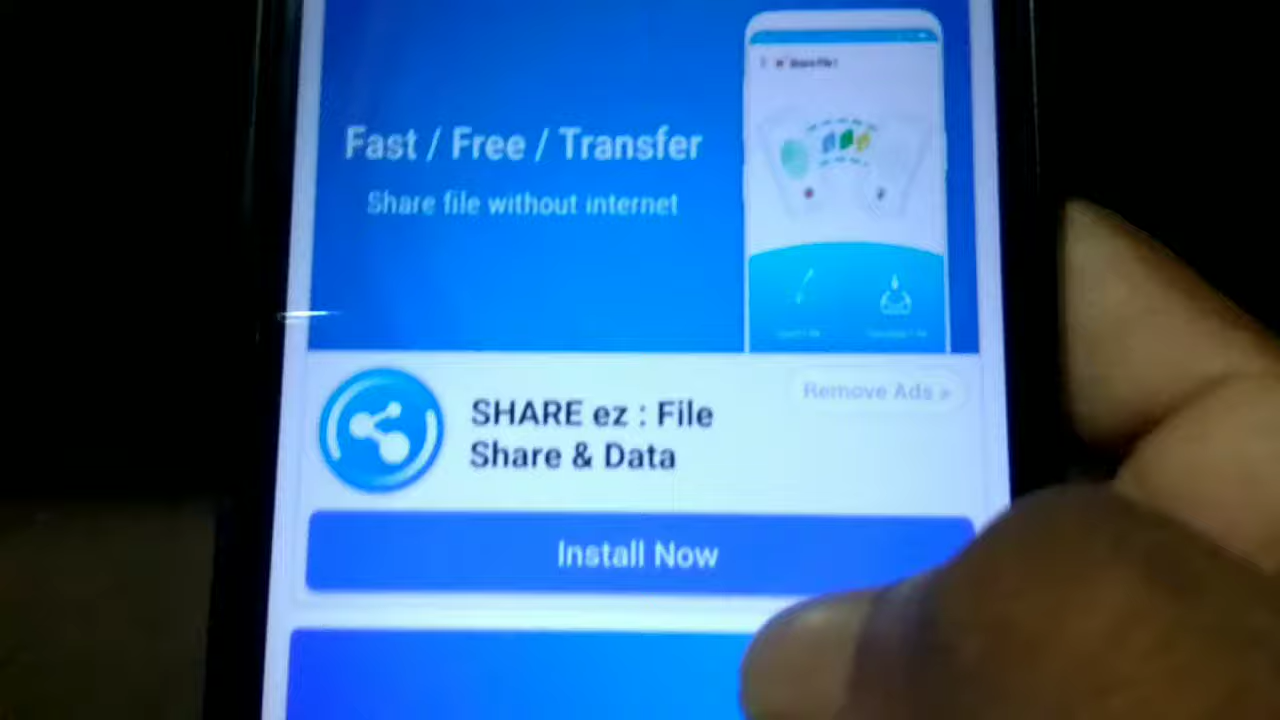 Fast / Free / Transfer
Share file without internet
Remove Ads »
SHARE ez : File
Share & Data
Install Now